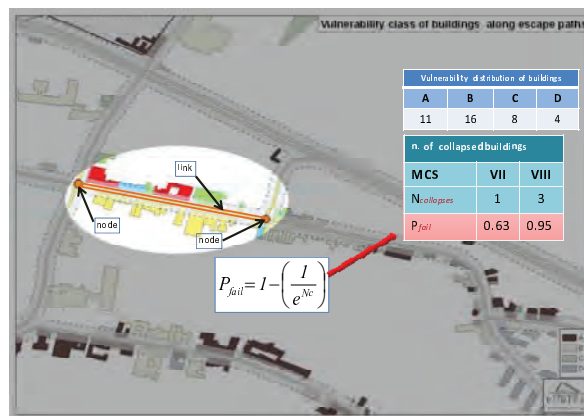 Vulnerability class of buildings along escape paths
Vulnerability distribution of buildings
A B C D
11 16 8 4
n. of collapsed buildings
MCS VII VIII
Ncollapses 1 3
Pfail 0.63 0.95
link
node
node
Pfail = 1 − (1 / e^Nc)
A